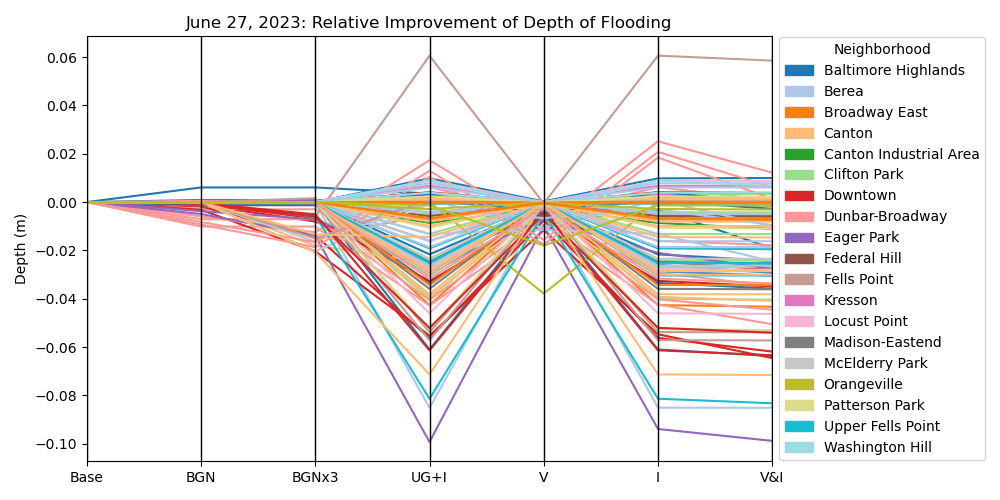 June 27, 2023: Relative Improvement of Depth of Flooding
Depth (m)
0.06
0.04
0.02
0.00
−0.02
−0.04
−0.06
−0.08
−0.10
Base
BGN
BGNx3
UG+I
V
I
V&I
Neighborhood
Baltimore Highlands
Berea
Broadway East
Canton
Canton Industrial Area
Clifton Park
Downtown
Dunbar-Broadway
Eager Park
Federal Hill
Fells Point
Kresson
Locust Point
Madison-Eastend
McElderry Park
Orangeville
Patterson Park
Upper Fells Point
Washington Hill